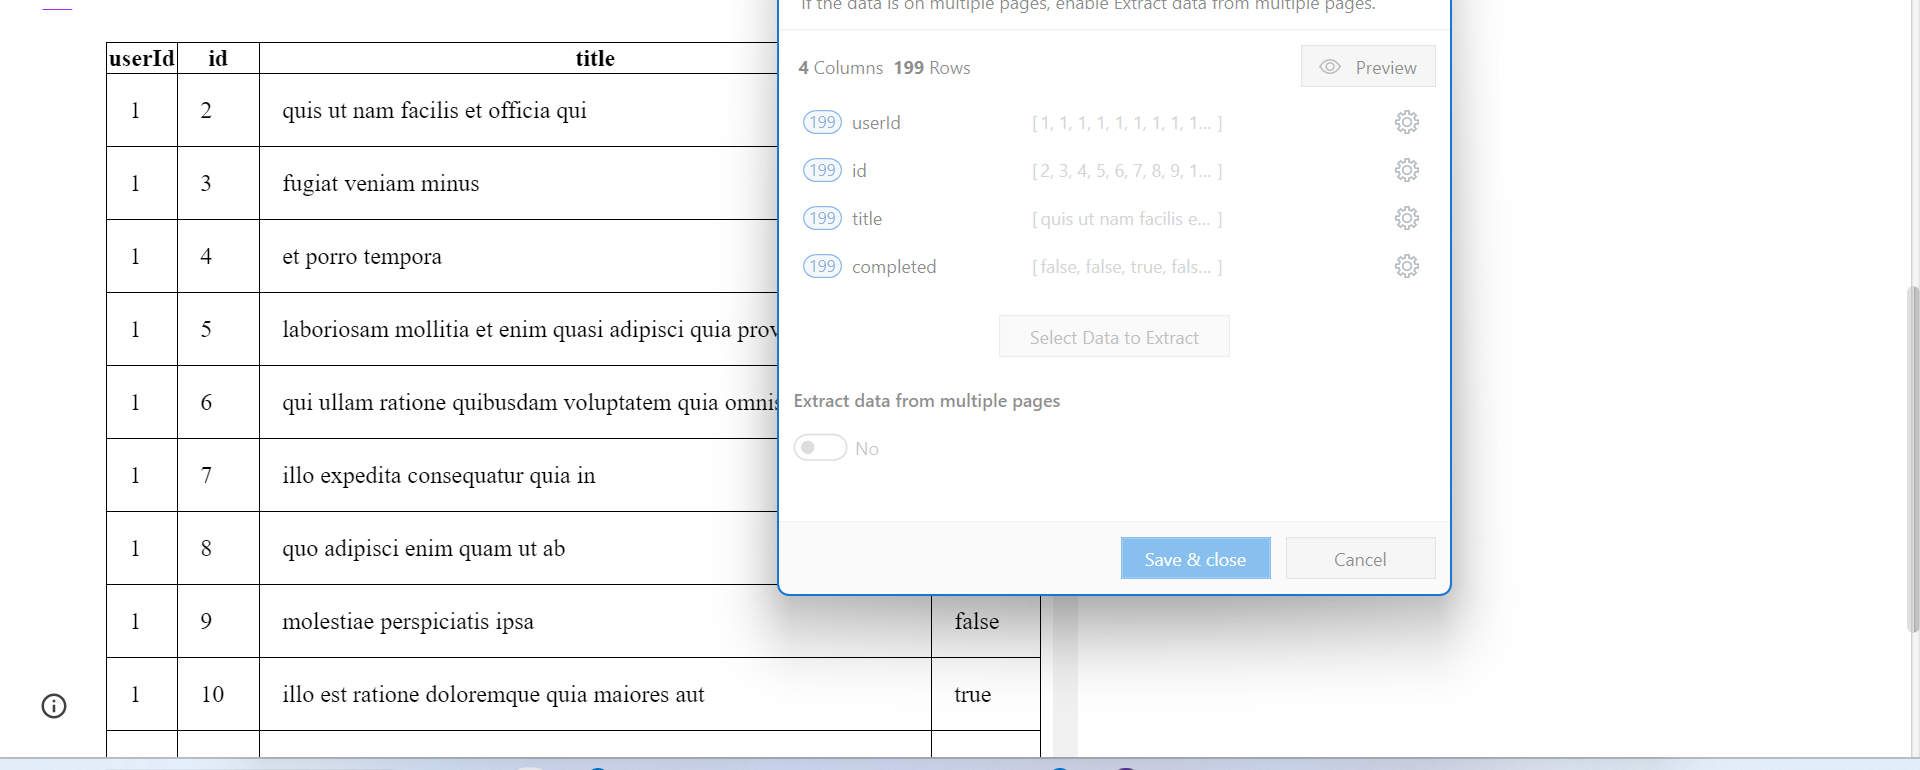 If the data is on multiple pages, enable Extract data from multiple pages.
userId id title
1 2 quis ut nam facilis et officia qui
1 3 fugiat veniam minus
1 4 et porro tempora
1 5 laboriosam mollitia et enim quasi adipisci quia
1 6 qui ullam ratione quibusdam voluptatem quia
1 7 illo expedita consequatur quia in
1 8 quo adipisci enim quam ut ab
1 9 molestiae perspiciatis ipsa false
1 10 illo est ratione doloremque quia maiores aut true
4 Columns 199 Rows
Preview
199 userId [ 1, 1, 1, 1, 1, 1, 1, 1, 1... ]
199 id [ 2, 3, 4, 5, 6, 7, 8, 9, 1... ]
199 title [ quis ut nam facilis e... ]
199 completed [ false, false, true, fals... ]
Select Data to Extract
Extract data from multiple pages
No
Save & close
Cancel